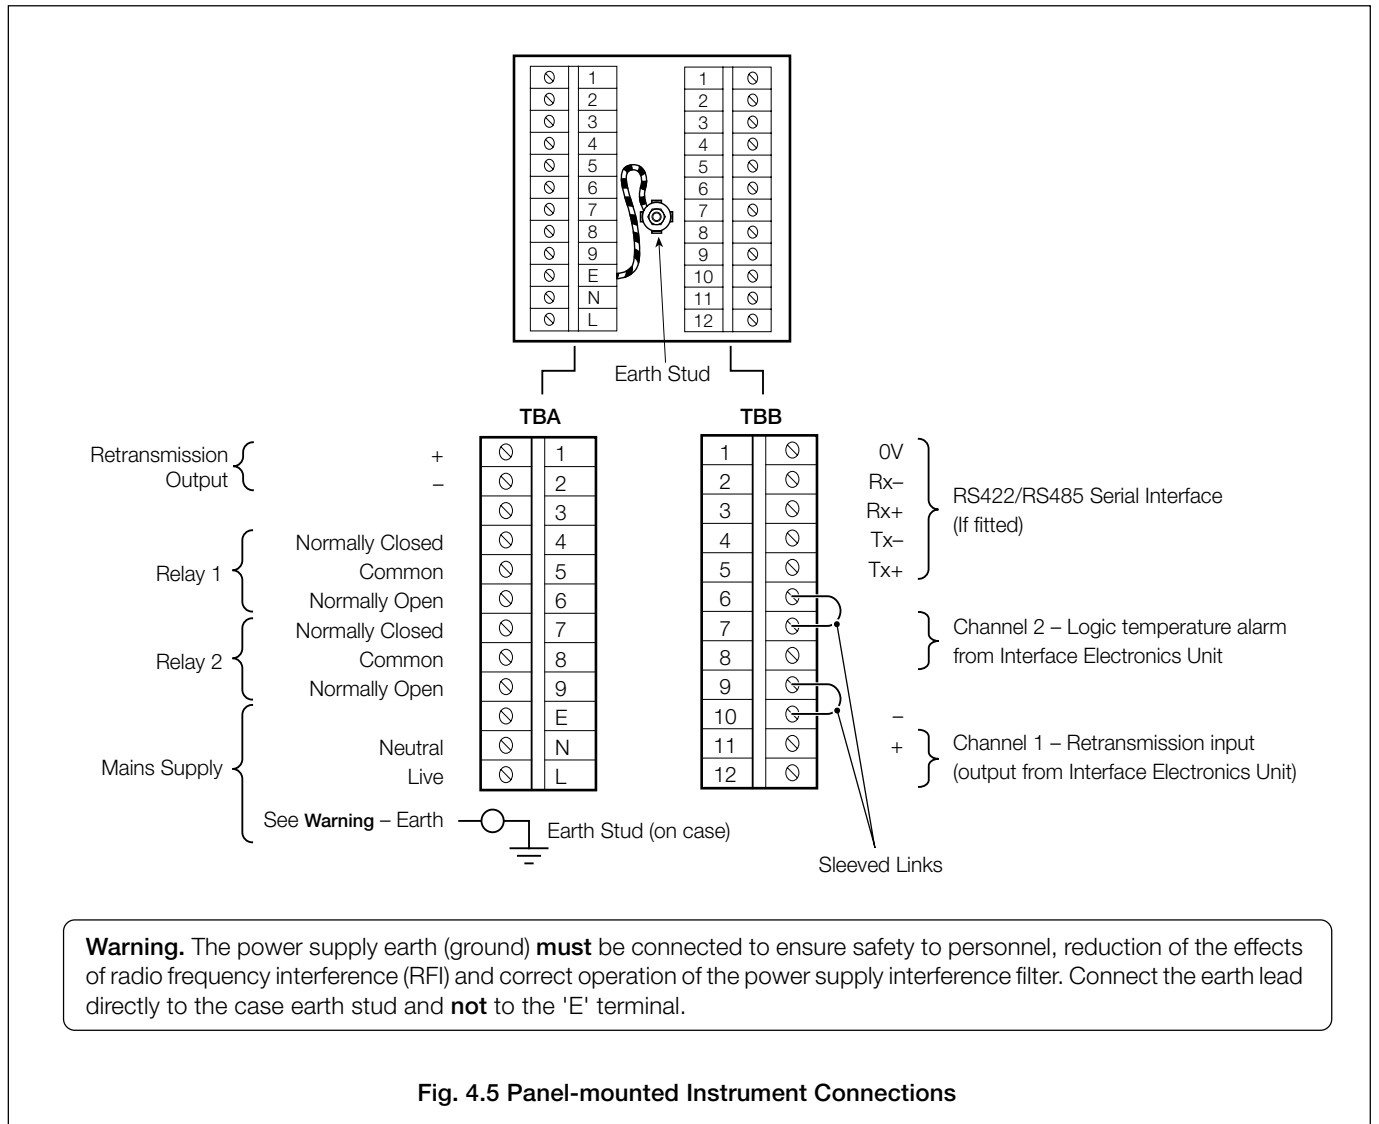 1 1
2 2
3 3
4 4
5 5
6 6
7 7
8 8
9 9
E 10
N 11
L 12
Earth Stud
TBA TBB
Retransmission
Output
+ 1
– 2
3
Relay 1
Normally Closed 4
Common 5
Normally Open 6
Relay 2
Normally Closed 7
Common 8
Normally Open 9
Mains Supply
E
Neutral N
Live L
See Warning – Earth
Earth Stud (on case)
1 0V
2 Rx–
3 Rx+
4 Tx–
5 Tx+
RS422/RS485 Serial Interface
(If fitted)
6
7
8
Channel 2 – Logic temperature alarm
from Interface Electronics Unit
9
10 –
11 +
12
Channel 1 – Retransmission input
(output from Interface Electronics Unit)
Sleeved Links
Warning. The power supply earth (ground) must be connected to ensure safety to personnel, reduction of the effects
of radio frequency interference (RFI) and correct operation of the power supply interference filter. Connect the earth lead
directly to the case earth stud and not to the 'E' terminal.
Fig. 4.5 Panel-mounted Instrument Connections